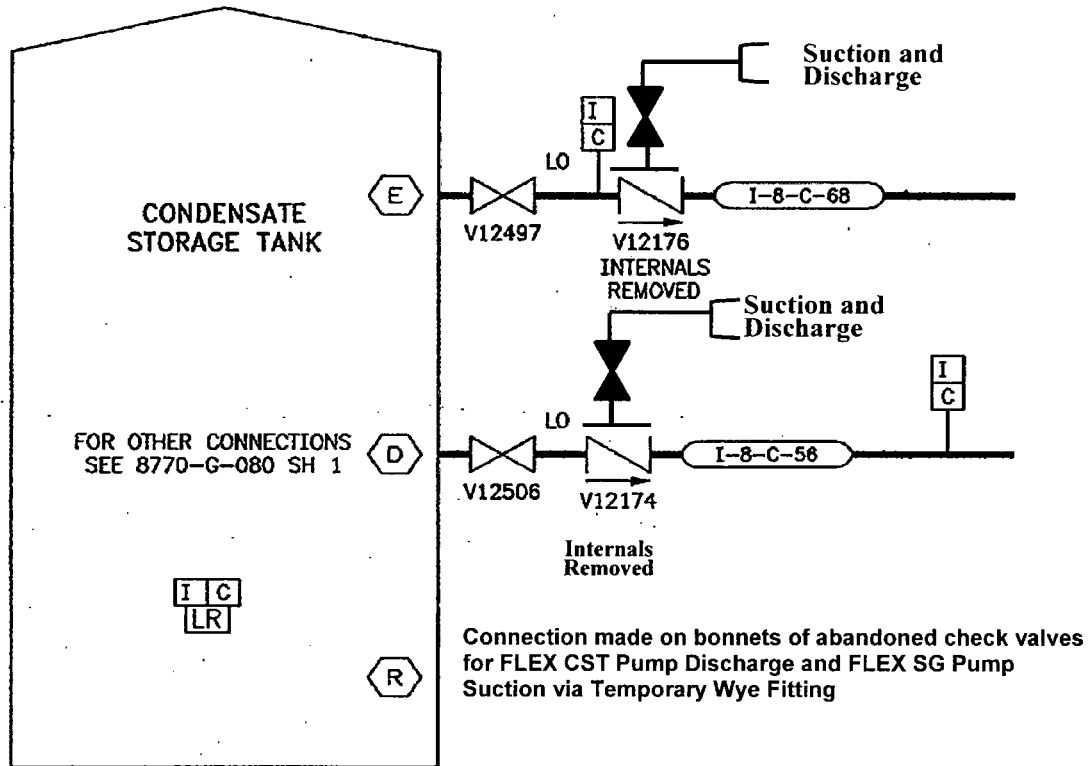 Suction and
Discharge
I
C
LO
E
I-8-C-68
CONDENSATE
STORAGE TANK
V12497
V12176
INTERNALS
REMOVED
Suction and
Discharge
I
C
LO
FOR OTHER CONNECTIONS
SEE 8770-G-080 SH 1
D
I-8-C-56
V12506
V12174
Internals
Removed
I C
LR
Connection made on bonnets of abandoned check valves
for FLEX CST Pump Discharge and FLEX SG Pump
Suction via Temporary Wye Fitting
R